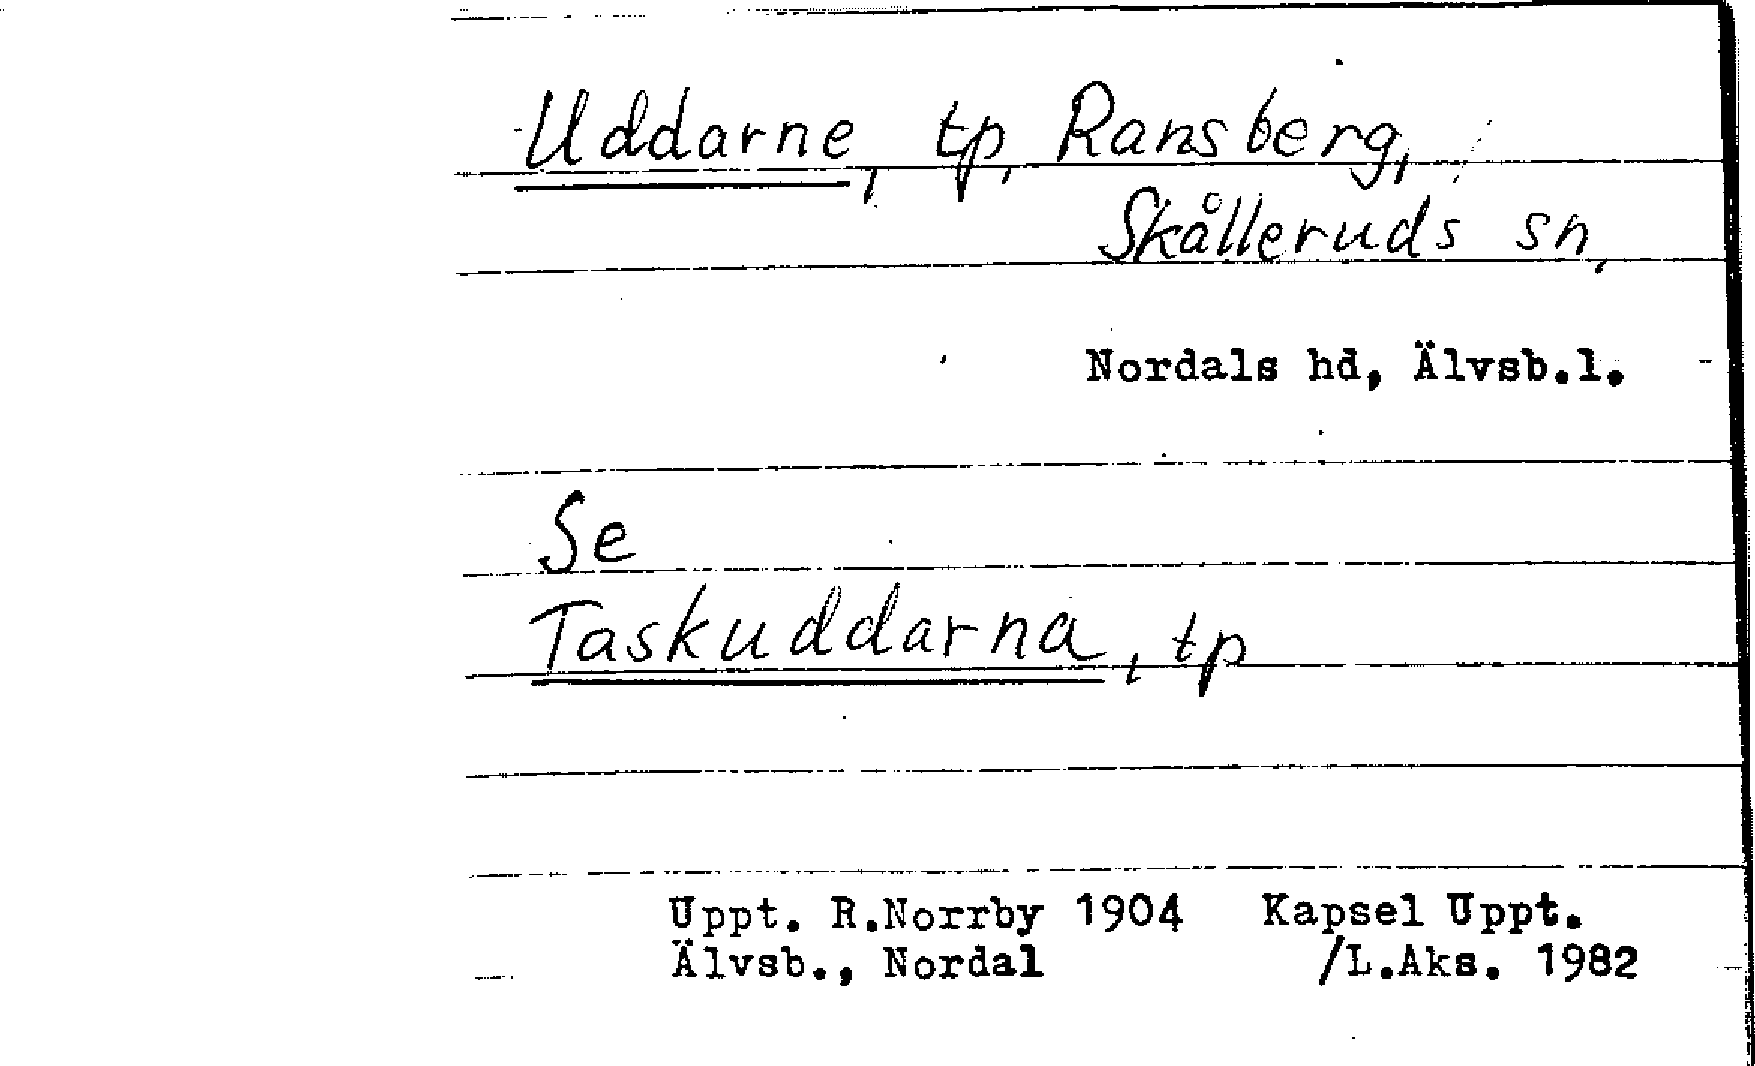 Uddarne, tp, Ransberg,
Skålleruds sn,
Nordals hd, Älvsb.l.
Se
Taskuddarna, tp
Uppt. R.Norrby 1904 Kapsel Uppt.
Älvsb., Nordal /L.Aks. 1982